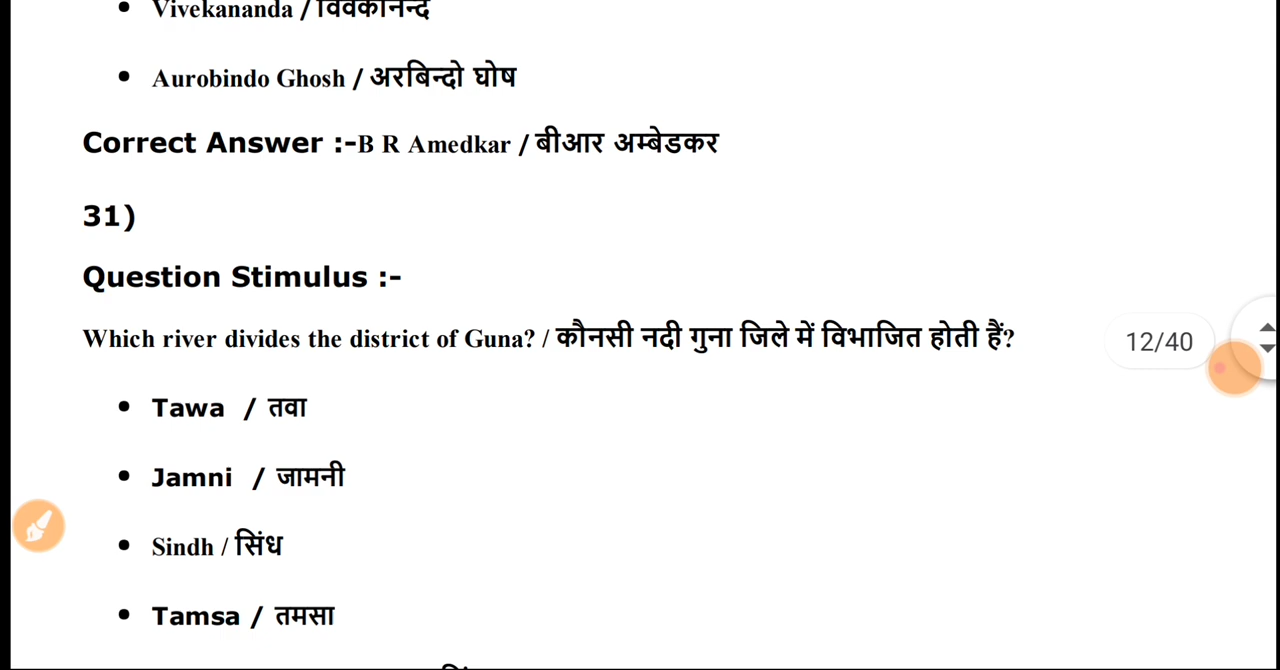 Vivekananda / विवेकानन्द
Aurobindo Ghosh / अरबिन्दो घोष
Correct Answer :-B R Amedkar / बीआर अम्बेडकर
31)
Question Stimulus :-
Which river divides the district of Guna? / कौनसी नदी गुना जिले में विभाजित होती हैं?
12/40
Tawa / तवा
Jamni / जामनी
Sindh / सिंध
Tamsa / तमसा